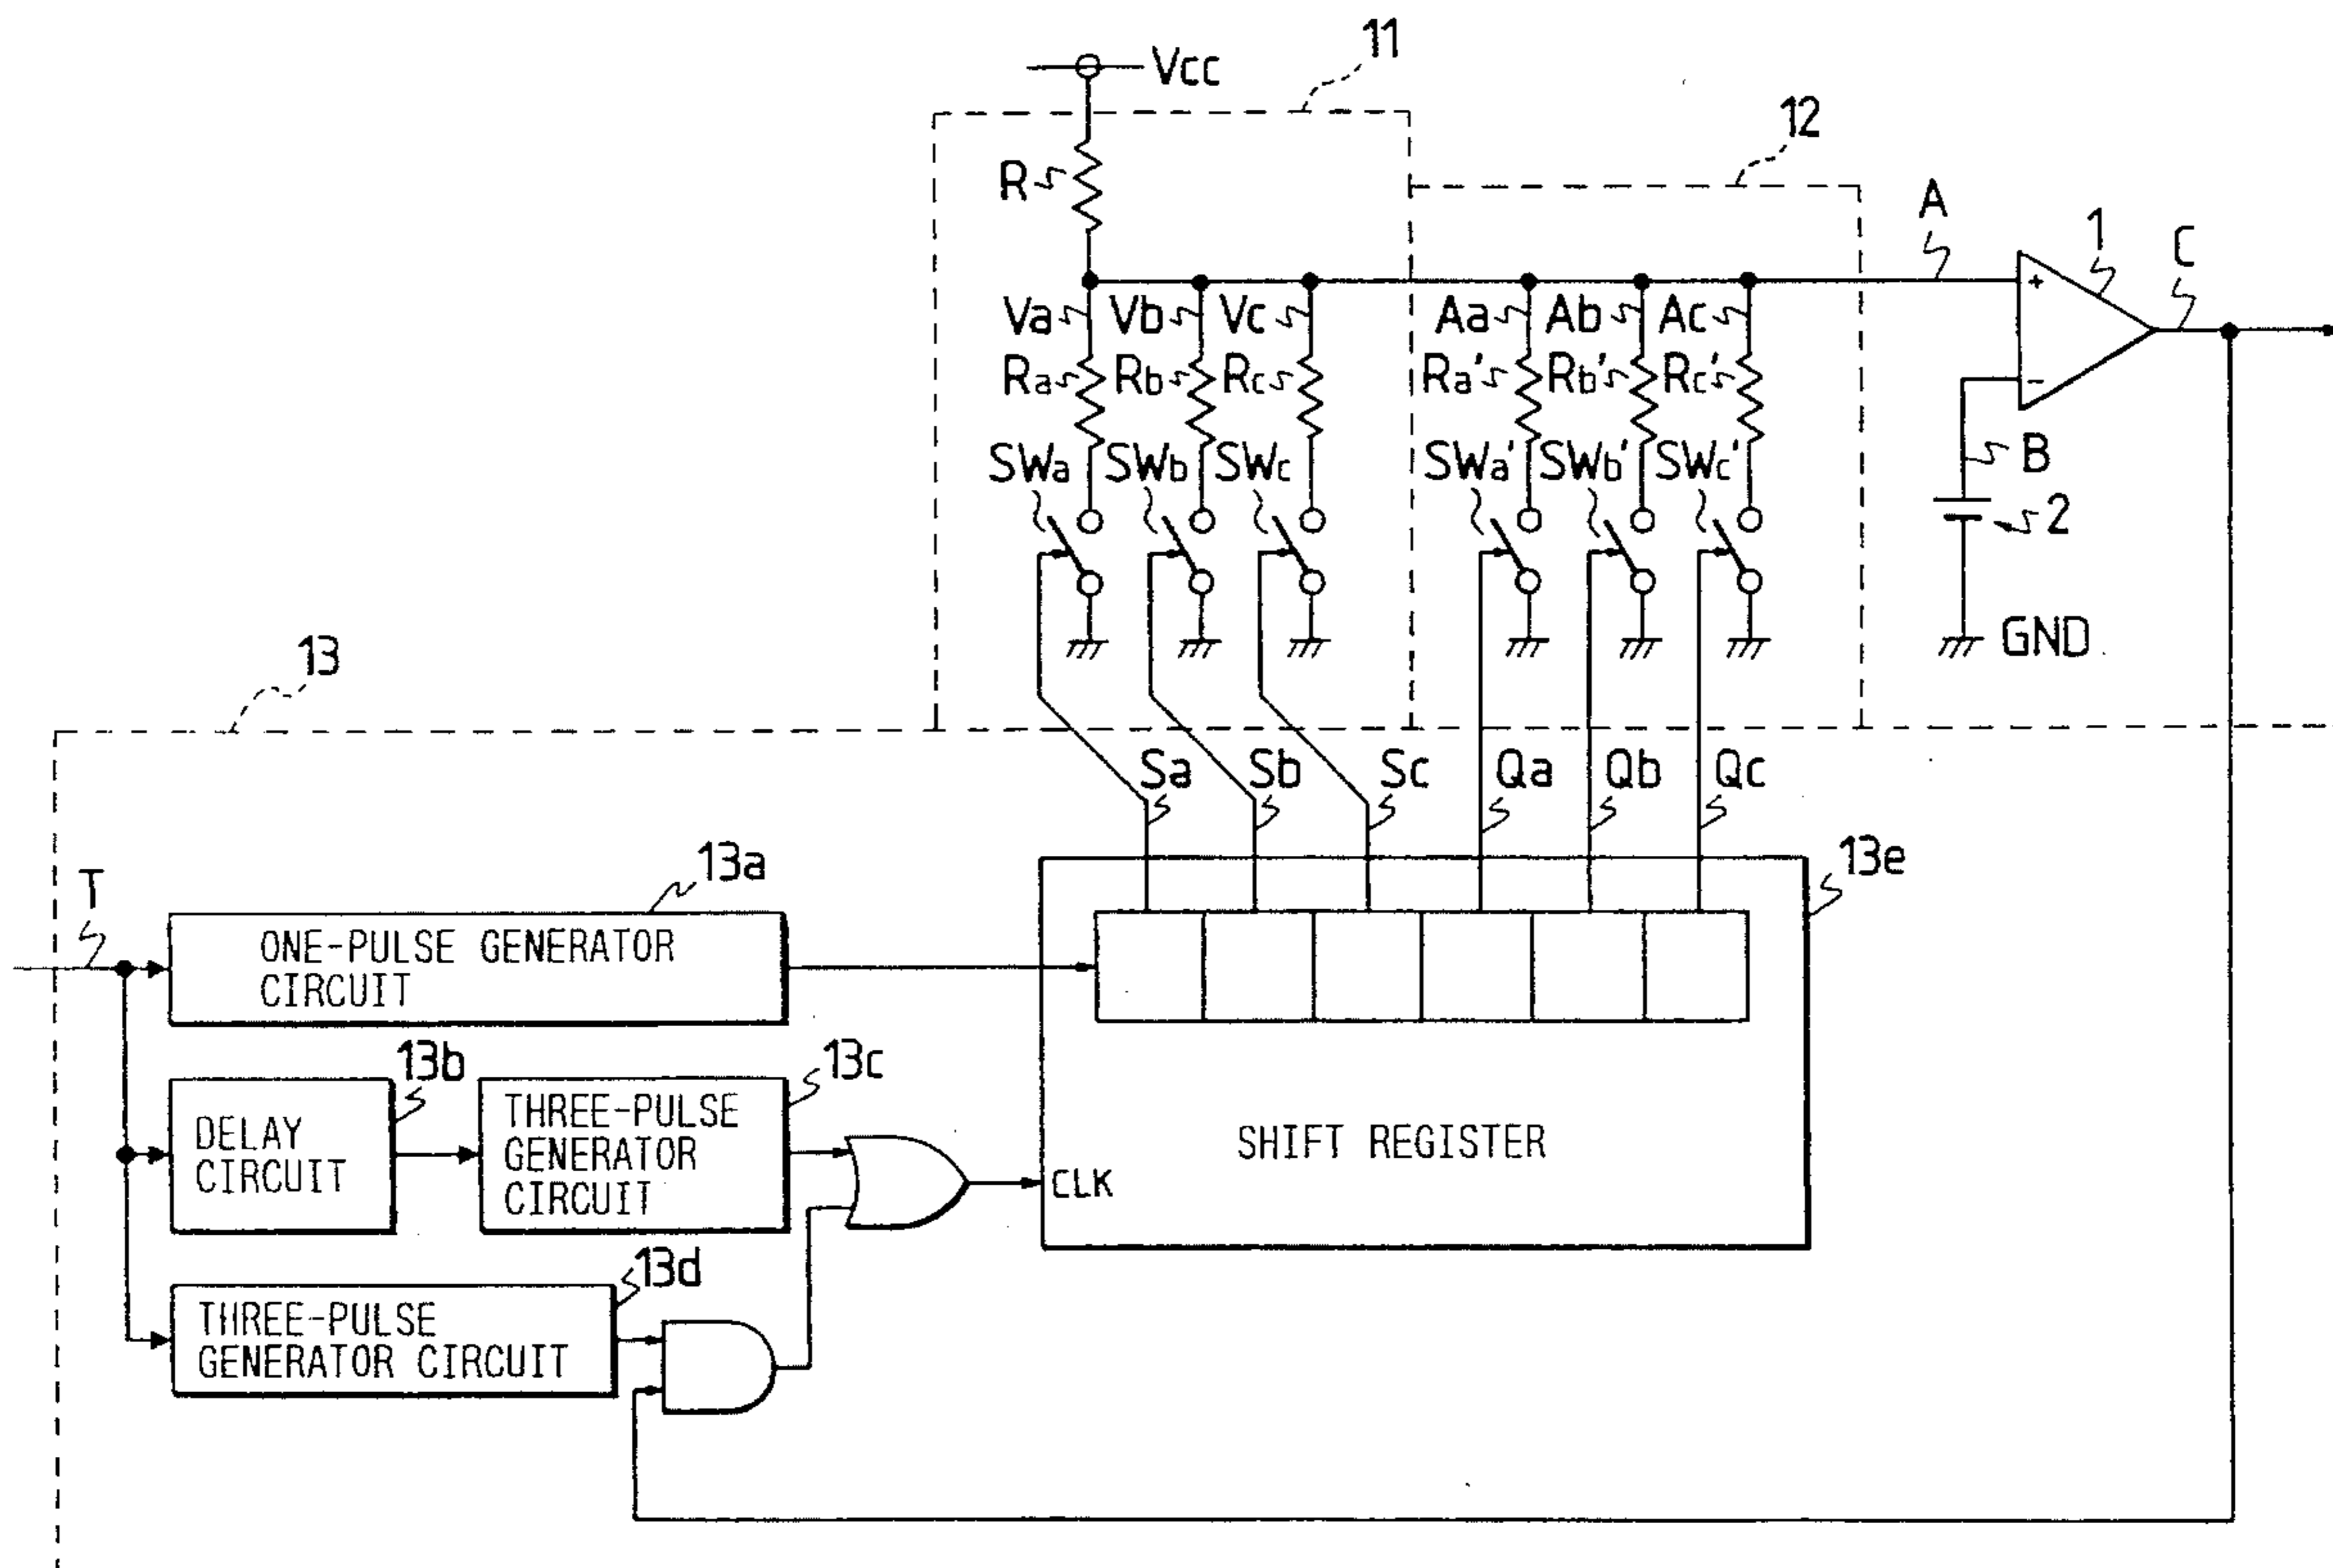 11
Vcc
12
R
A
1
C
Va
Vb
Vc
Aa
Ab
Ac
+
Ra
Rb
Rc
Ra'
Rb'
Rc'
−
SWa
SWb
SWc
SWa'
SWb'
SWc'
B
2
GND
13
Sa
Sb
Sc
Qa
Qb
Qc
13a
13e
T
ONE-PULSE GENERATOR
CIRCUIT
13b
13c
DELAY
CIRCUIT
THREE-PULSE
GENERATOR
CIRCUIT
SHIFT REGISTER
CLK
13d
THREE-PULSE
GENERATOR CIRCUIT